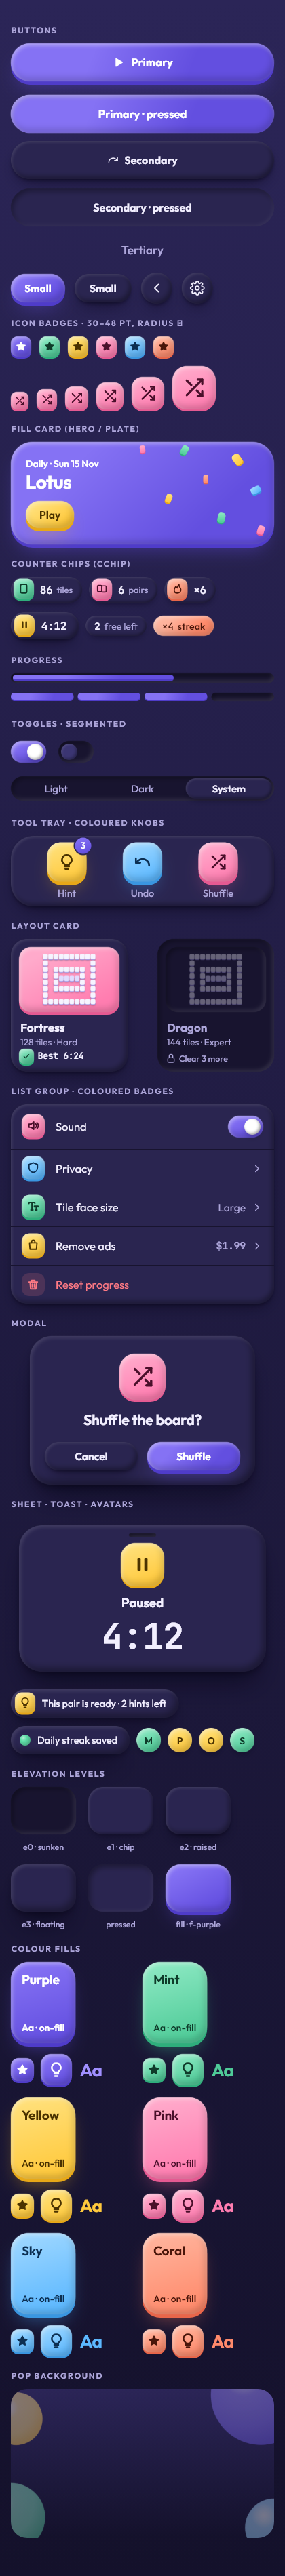 BUTTONS
Primary
Primary · pressed
Secondary
Secondary · pressed
Tertiary
Small
Small
ICON BADGES · 30–48 PT, RADIUS 8
FILL CARD (HERO / PLATE)
Daily · Sun 15 Nov
Lotus
Play
COUNTER CHIPS (CCHIP)
86 tiles
6 pairs
×6
4:12
2 free left
×4 streak
PROGRESS
TOGGLES · SEGMENTED
Light
Dark
System
TOOL TRAY · COLOURED KNOBS
3
Hint
Undo
Shuffle
LAYOUT CARD
Fortress
128 tiles · Hard
Best 6:24
Dragon
144 tiles · Expert
Clear 3 more
LIST GROUP · COLOURED BADGES
Sound
Privacy
Tile face size
Large
Remove ads
$1.99
Reset progress
MODAL
Shuffle the board?
Cancel
Shuffle
SHEET · TOAST · AVATARS
Paused
4:12
This pair is ready · 2 hints left
Daily streak saved
M
P
O
S
ELEVATION LEVELS
e0 · sunken
e1 · chip
e2 · raised
e3 · floating
pressed
fill · f-purple
COLOUR FILLS
Purple
Aa · on-fill
Mint
Aa · on-fill
Aa
Aa
Yellow
Aa · on-fill
Pink
Aa · on-fill
Aa
Aa
Sky
Aa · on-fill
Coral
Aa · on-fill
Aa
Aa
POP BACKGROUND